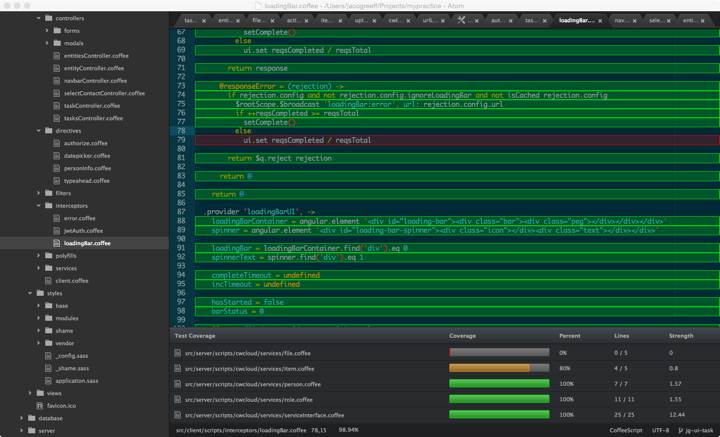 loadingBar.coffee - /Users/jacogreefl/Projects/mypractice - Atom
controllers
forms
modals
entitiesController.coffee
entityController.coffee
navbarController.coffee
selectContactController.coffee
taskController.coffee
tasksController.coffee
directives
authorize.coffee
datepicker.coffee
personInfo.coffee
typeahead.coffee
filters
interceptors
error.coffee
jwtAuth.coffee
loadingBar.coffee
polyfills
services
client.coffee
styles
base
modules
shame
vendor
_config.sass
_shame.sass
application.sass
views
favicon.ico
database
server
tas... enti... file... acti... ite... upl... cwl... urll... aut... tas... loadingBar.... nav... sele... enti...
67 setComplete()
68 else
69 ui.set reqsCompleted / reqsTotal
70
71 return response
72
73 @responseError = (rejection) ->
74 if rejection.config and not rejection.config.ignoreLoadingBar and not isCached rejection.config
75 $rootScope.$broadcast 'loadingBar:error', url: rejection.config.url
76 if ++reqsCompleted >= reqsTotal
77 setComplete()
78 else
79 ui.set reqsCompleted / reqsTotal
80
81 return $q.reject rejection
82
83 return @
84
85 return @
86
87 .provider 'loadingBarUI', ->
88 loadingBarContainer = angular.element '<div id="loading-bar"><div class="bar"><div class="peg"></div></div></div>'
89 spinner = angular.element '<div id="loading-bar-spinner"><div class="icon"></div><div class="text"></div></div>'
90
91 loadingBar = loadingBarContainer.find('div').eq 0
92 spinnerText = spinner.find('div').eq 1
93
94 completeTimeout = undefined
95 incTimeout = undefined
96
97 hasStarted = false
98 barStatus = 0
99
Test Coverage Coverage Percent Lines Strength
src/server/scripts/cwcloud/services/file.coffee 0% 0 / 5 0
src/server/scripts/cwcloud/services/item.coffee 80% 4 / 5 0.8
src/server/scripts/cwcloud/services/person.coffee 100% 7 / 7 1.57
src/server/scripts/cwcloud/services/role.coffee 100% 11 / 11 1.55
src/server/scripts/cwcloud/services/serviceInterface.coffee 100% 25 / 25 12.44
src/client/scripts/interceptors/loadingBar.coffee 78,15 98.94% CoffeeScript UTF-8 jg-ui-task